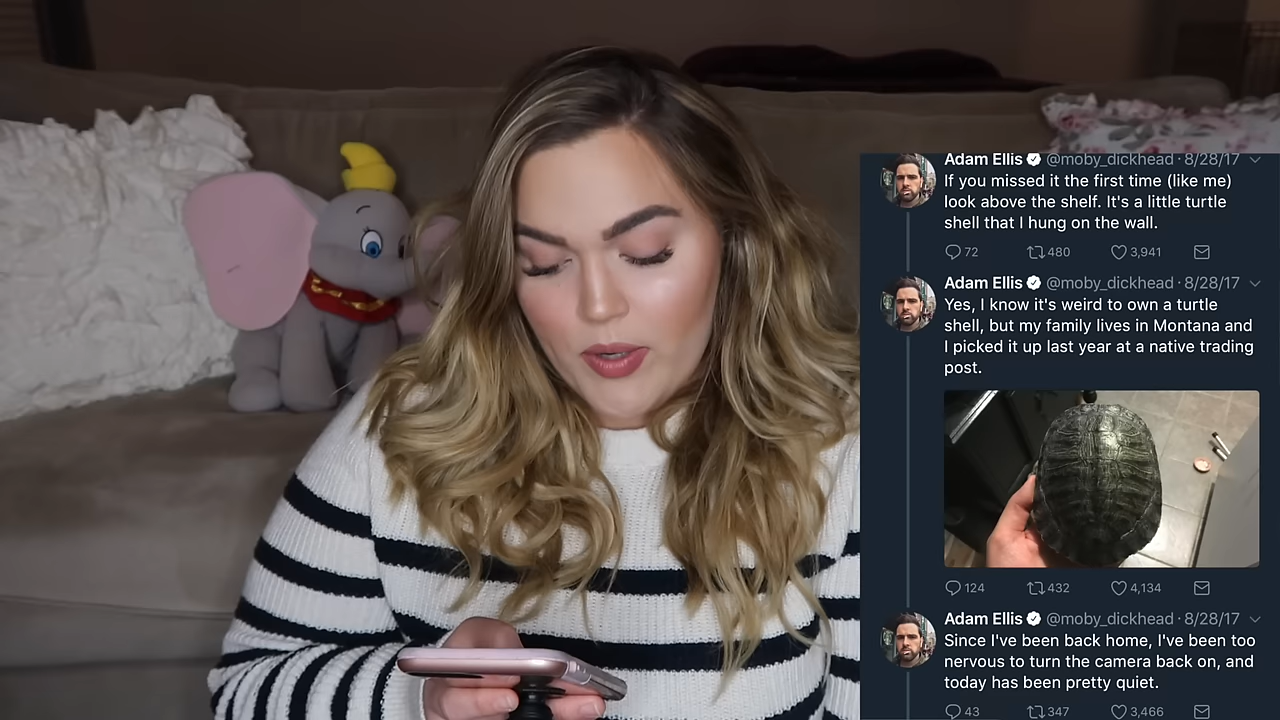 Adam Ellis @moby_dickhead · 8/28/17
If you missed it the first time (like me)
look above the shelf. It's a little turtle
shell that I hung on the wall.
72 480 3,941
Adam Ellis @moby_dickhead · 8/28/17
Yes, I know it's weird to own a turtle
shell, but my family lives in Montana and
I picked it up last year at a native trading
post.
124 432 4,134
Adam Ellis @moby_dickhead · 8/28/17
Since I've been back home, I've been too
nervous to turn the camera back on, and
today has been pretty quiet.
43 347 3,466